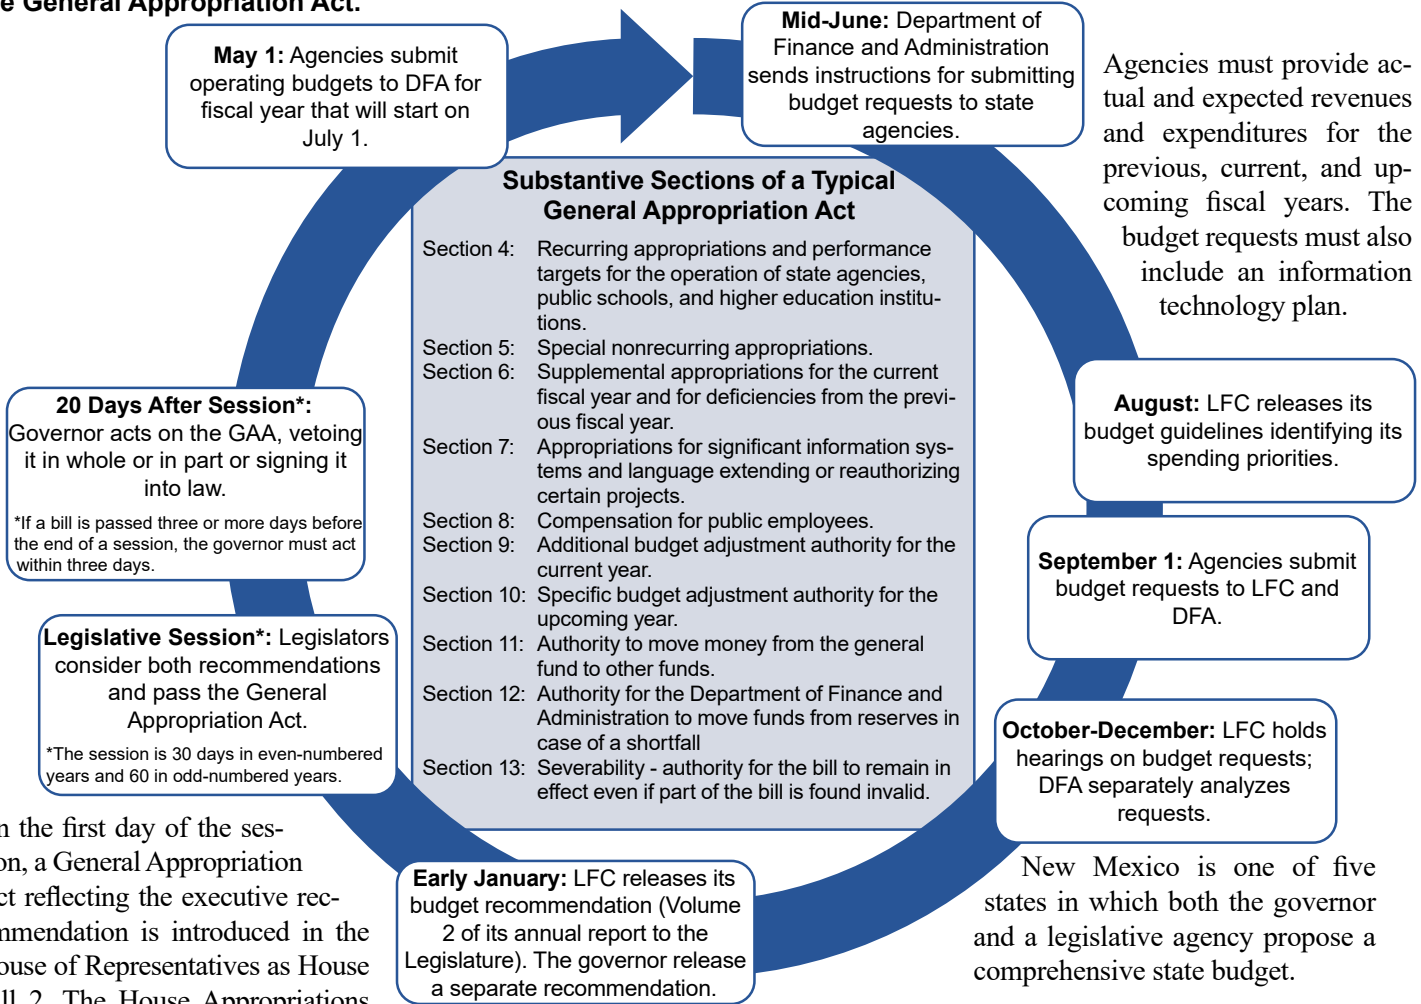 e General Appropriation Act.
May 1: Agencies submit
operating budgets to DFA for
fiscal year that will start on
July 1.
Mid-June: Department of
Finance and Administration
sends instructions for submitting
budget requests to state
agencies.
Agencies must provide ac-
tual and expected revenues
and expenditures for the
previous, current, and up-
coming fiscal years. The
budget requests must also
include an information
technology plan.
Substantive Sections of a Typical
General Appropriation Act
Section 4: Recurring appropriations and performance
targets for the operation of state agencies,
public schools, and higher education institu-
tions.
Section 5: Special nonrecurring appropriations.
Section 6: Supplemental appropriations for the current
fiscal year and for deficiencies from the previ-
ous fiscal year.
Section 7: Appropriations for significant information sys-
tems and language extending or reauthorizing
certain projects.
Section 8: Compensation for public employees.
Section 9: Additional budget adjustment authority for the
current year.
Section 10: Specific budget adjustment authority for the
upcoming year.
Section 11: Authority to move money from the general
fund to other funds.
Section 12: Authority for the Department of Finance and
Administration to move funds from reserves in
case of a shortfall
Section 13: Severability - authority for the bill to remain in
effect even if part of the bill is found invalid.
August: LFC releases its
budget guidelines identifying its
spending priorities.
September 1: Agencies submit
budget requests to LFC and
DFA.
October-December: LFC holds
hearings on budget requests;
DFA separately analyzes
requests.
New Mexico is one of five
states in which both the governor
and a legislative agency propose a
comprehensive state budget.
Early January: LFC releases its
budget recommendation (Volume
2 of its annual report to the
Legislature). The governor release
a separate recommendation.
20 Days After Session*:
Governor acts on the GAA, vetoing
it in whole or in part or signing it
into law.
*If a bill is passed three or more days before
the end of a session, the governor must act
within three days.
Legislative Session*: Legislators
consider both recommendations
and pass the General
Appropriation Act.
*The session is 30 days in even-numbered
years and 60 in odd-numbered years.
n the first day of the ses-
on, a General Appropriation
ct reflecting the executive rec-
mmendation is introduced in the
ouse of Representatives as House
ll 2. The House Appropriations